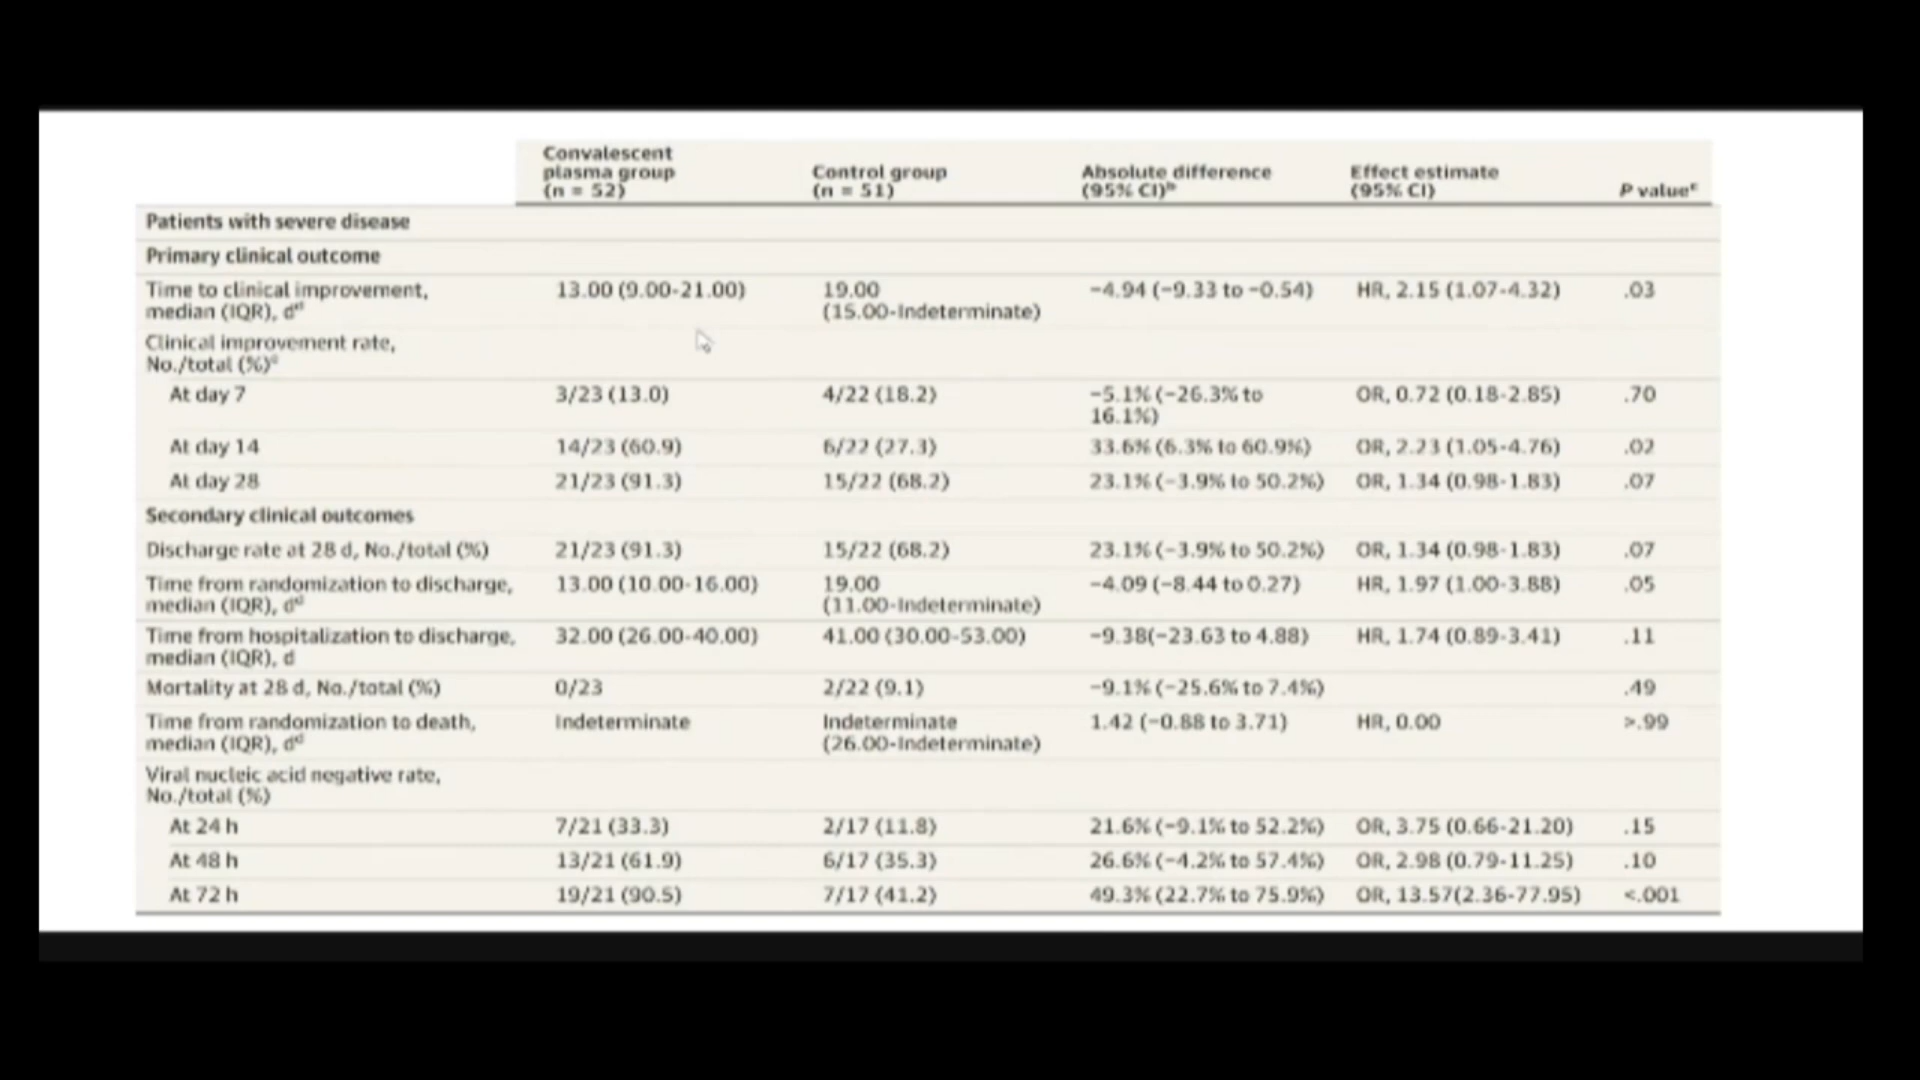 Convalescent
plasma group
(n = 52)
Control group
(n = 51)
Absolute difference
(95% CI)ᵇ
Effect estimate
(95% CI)
P valueᶜ
Patients with severe disease
Primary clinical outcome
Time to clinical improvement, 13.00 (9.00-21.00) 19.00 −4.94 (−9.33 to −0.54) HR, 2.15 (1.07-4.32) .03
median (IQR), dᵈ (15.00-Indeterminate)
Clinical improvement rate,
No./total (%)ᵉ
At day 7 3/23 (13.0) 4/22 (18.2) −5.1% (−26.3% to OR, 0.72 (0.18-2.85) .70
16.1%)
At day 14 14/23 (60.9) 6/22 (27.3) 33.6% (6.3% to 60.9%) OR, 2.23 (1.05-4.76) .02
At day 28 21/23 (91.3) 15/22 (68.2) 23.1% (−3.9% to 50.2%) OR, 1.34 (0.98-1.83) .07
Secondary clinical outcomes
Discharge rate at 28 d, No./total (%) 21/23 (91.3) 15/22 (68.2) 23.1% (−3.9% to 50.2%) OR, 1.34 (0.98-1.83) .07
Time from randomization to discharge, 13.00 (10.00-16.00) 19.00 −4.09 (−8.44 to 0.27) HR, 1.97 (1.00-3.88) .05
median (IQR), dᵈ (11.00-Indeterminate)
Time from hospitalization to discharge, 32.00 (26.00-40.00) 41.00 (30.00-53.00) −9.38(−23.63 to 4.88) HR, 1.74 (0.89-3.41) .11
median (IQR), d
Mortality at 28 d, No./total (%) 0/23 2/22 (9.1) −9.1% (−25.6% to 7.4%) .49
Time from randomization to death, Indeterminate Indeterminate 1.42 (−0.88 to 3.71) HR, 0.00 >.99
median (IQR), dᵈ (26.00-Indeterminate)
Viral nucleic acid negative rate,
No./total (%)
At 24 h 7/21 (33.3) 2/17 (11.8) 21.6% (−9.1% to 52.2%) OR, 3.75 (0.66-21.20) .15
At 48 h 13/21 (61.9) 6/17 (35.3) 26.6% (−4.2% to 57.4%) OR, 2.98 (0.79-11.25) .10
At 72 h 19/21 (90.5) 7/17 (41.2) 49.3% (22.7% to 75.9%) OR, 13.57(2.36-77.95) <.001